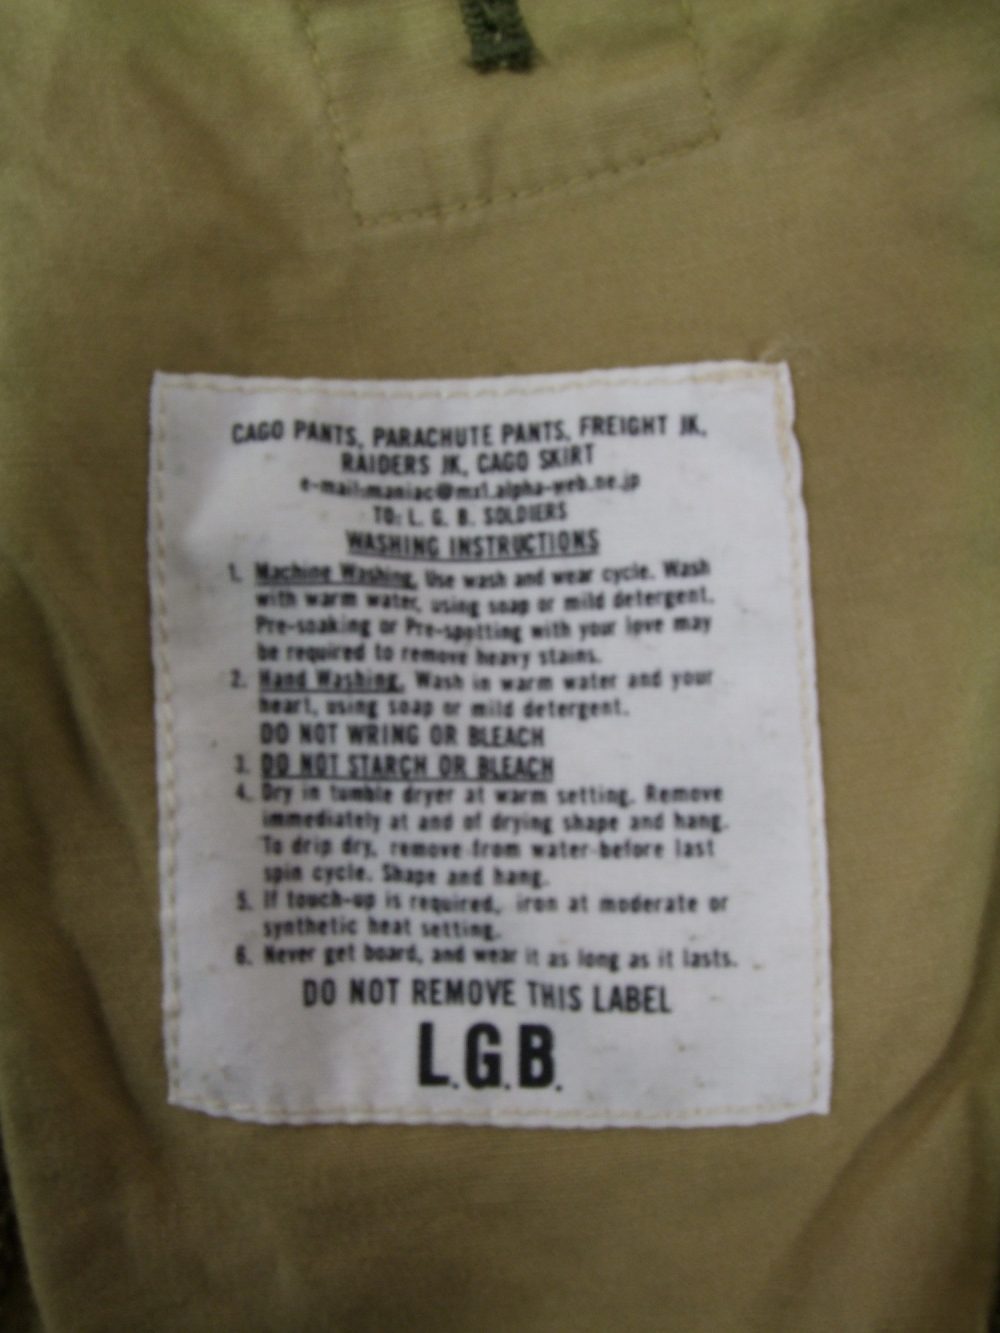 CAGO PANTS, PARACHUTE PANTS, FREIGHT JK,
RAIDERS JK, CAGO SKIRT
e-mail:maniac@mx1.alpha-web.ne.jp
TO: L. G. B. SOLDIERS
WASHING INSTRUCTIONS
1. Machine Washing. Use wash and wear cycle. Wash
with warm water, using soap or mild detergent.
Pre-soaking or Pre-spotting with your love may
be required to remove heavy stains.
2. Hand Washing. Wash in warm water and your
heart, using soap or mild detergent.
DO NOT WRING OR BLEACH
3. DO NOT STARCH OR BLEACH
4. Dry in tumble dryer at warm setting. Remove
immediately at and of drying shape and hang.
To drip dry, remove from water before last
spin cycle. Shape and hang.
5. If touch-up is required, iron at moderate or
synthetic heat setting.
6. Never get board, and wear it as long as it lasts.
DO NOT REMOVE THIS LABEL
L.G.B.